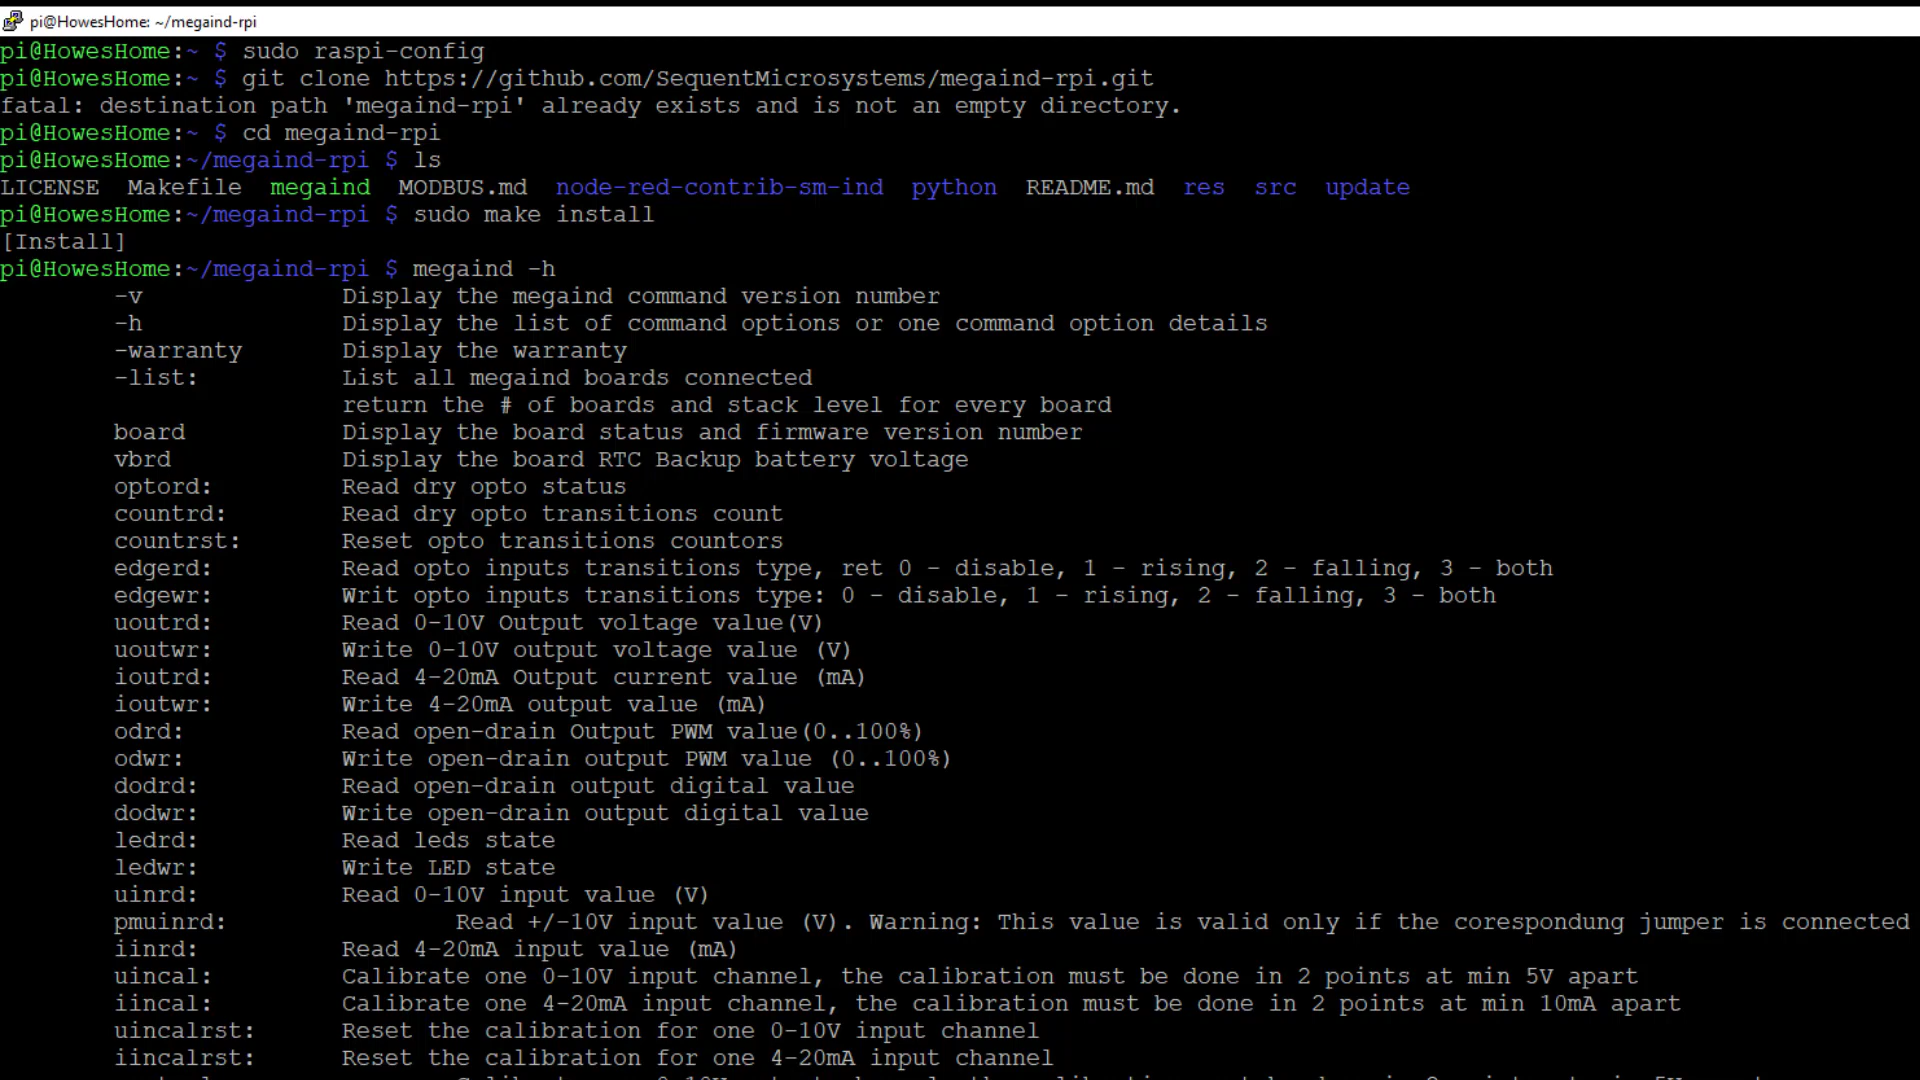 pi@HowesHome: ~/megaind-rpi
pi@HowesHome:~ $ sudo raspi-config
pi@HowesHome:~ $ git clone https://github.com/SequentMicrosystems/megaind-rpi.git
fatal: destination path 'megaind-rpi' already exists and is not an empty directory.
pi@HowesHome:~ $ cd megaind-rpi
pi@HowesHome:~/megaind-rpi $ ls
LICENSE  Makefile  megaind  MODBUS.md  node-red-contrib-sm-ind  python  README.md  res  src  update
pi@HowesHome:~/megaind-rpi $ sudo make install
[Install]
pi@HowesHome:~/megaind-rpi $ megaind -h
-v Display the megaind command version number
-h Display the list of command options or one command option details
-warranty Display the warranty
-list: List all megaind boards connected
return the # of boards and stack level for every board
board Display the board status and firmware version number
vbrd Display the board RTC Backup battery voltage
optord: Read dry opto status
countrd: Read dry opto transitions count
countrst: Reset opto transitions countors
edgerd: Read opto inputs transitions type, ret 0 - disable, 1 - rising, 2 - falling, 3 - both
edgewr: Writ opto inputs transitions type: 0 - disable, 1 - rising, 2 - falling, 3 - both
uoutrd: Read 0-10V Output voltage value(V)
uoutwr: Write 0-10V output voltage value (V)
ioutrd: Read 4-20mA Output current value (mA)
ioutwr: Write 4-20mA output value (mA)
odrd: Read open-drain Output PWM value(0..100%)
odwr: Write open-drain output PWM value (0..100%)
dodrd: Read open-drain output digital value
dodwr: Write open-drain output digital value
ledrd: Read leds state
ledwr: Write LED state
uinrd: Read 0-10V input value (V)
pmuinrd: Read +/-10V input value (V). Warning: This value is valid only if the corespondung jumper is connected
iinrd: Read 4-20mA input value (mA)
uincal: Calibrate one 0-10V input channel, the calibration must be done in 2 points at min 5V apart
iincal: Calibrate one 4-20mA input channel, the calibration must be done in 2 points at min 10mA apart
uincalrst: Reset the calibration for one 0-10V input channel
iincalrst: Reset the calibration for one 4-20mA input channel